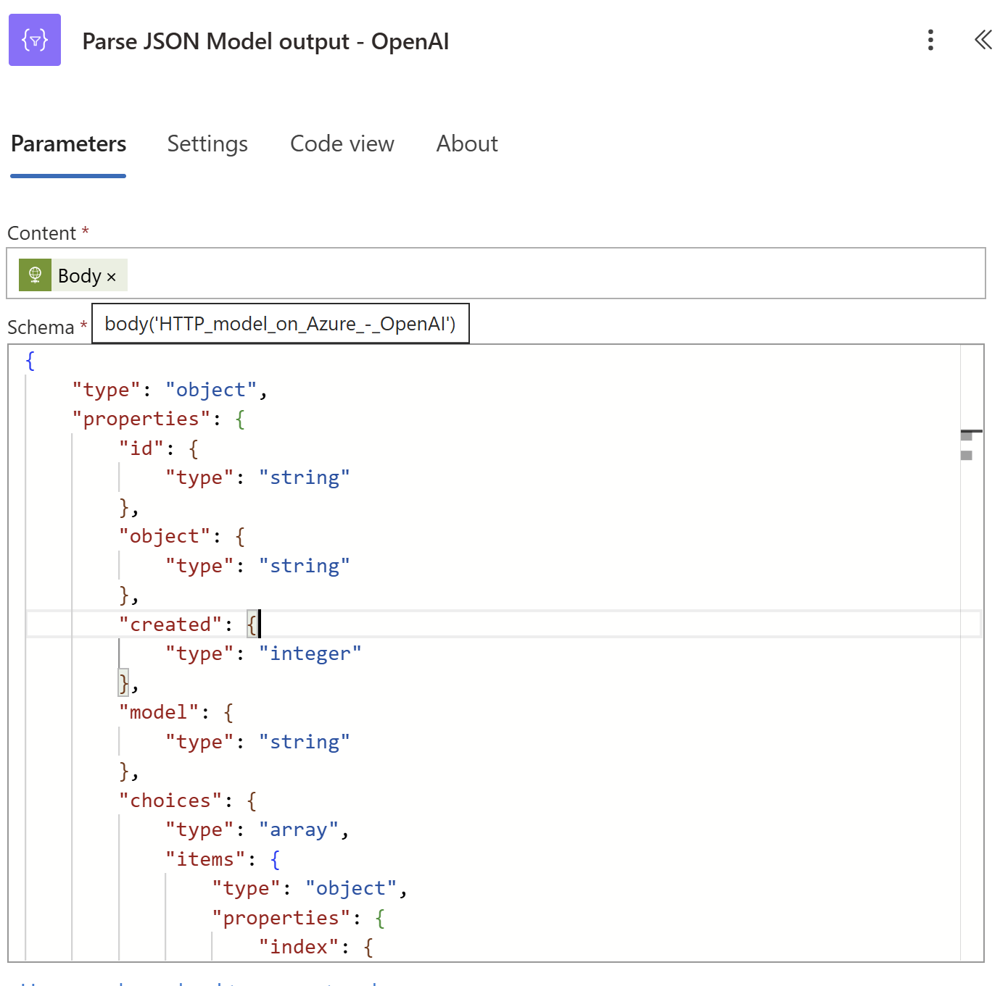 Parse JSON Model output - OpenAI
Parameters Settings Code view About
Content *
Body ×
Schema * body('HTTP_model_on_Azure_-_OpenAI')
{
"type": "object",
"properties": {
"id": {
"type": "string"
},
"object": {
"type": "string"
},
"created": {
"type": "integer"
},
"model": {
"type": "string"
},
"choices": {
"type": "array",
"items": {
"type": "object",
"properties": {
"index": {